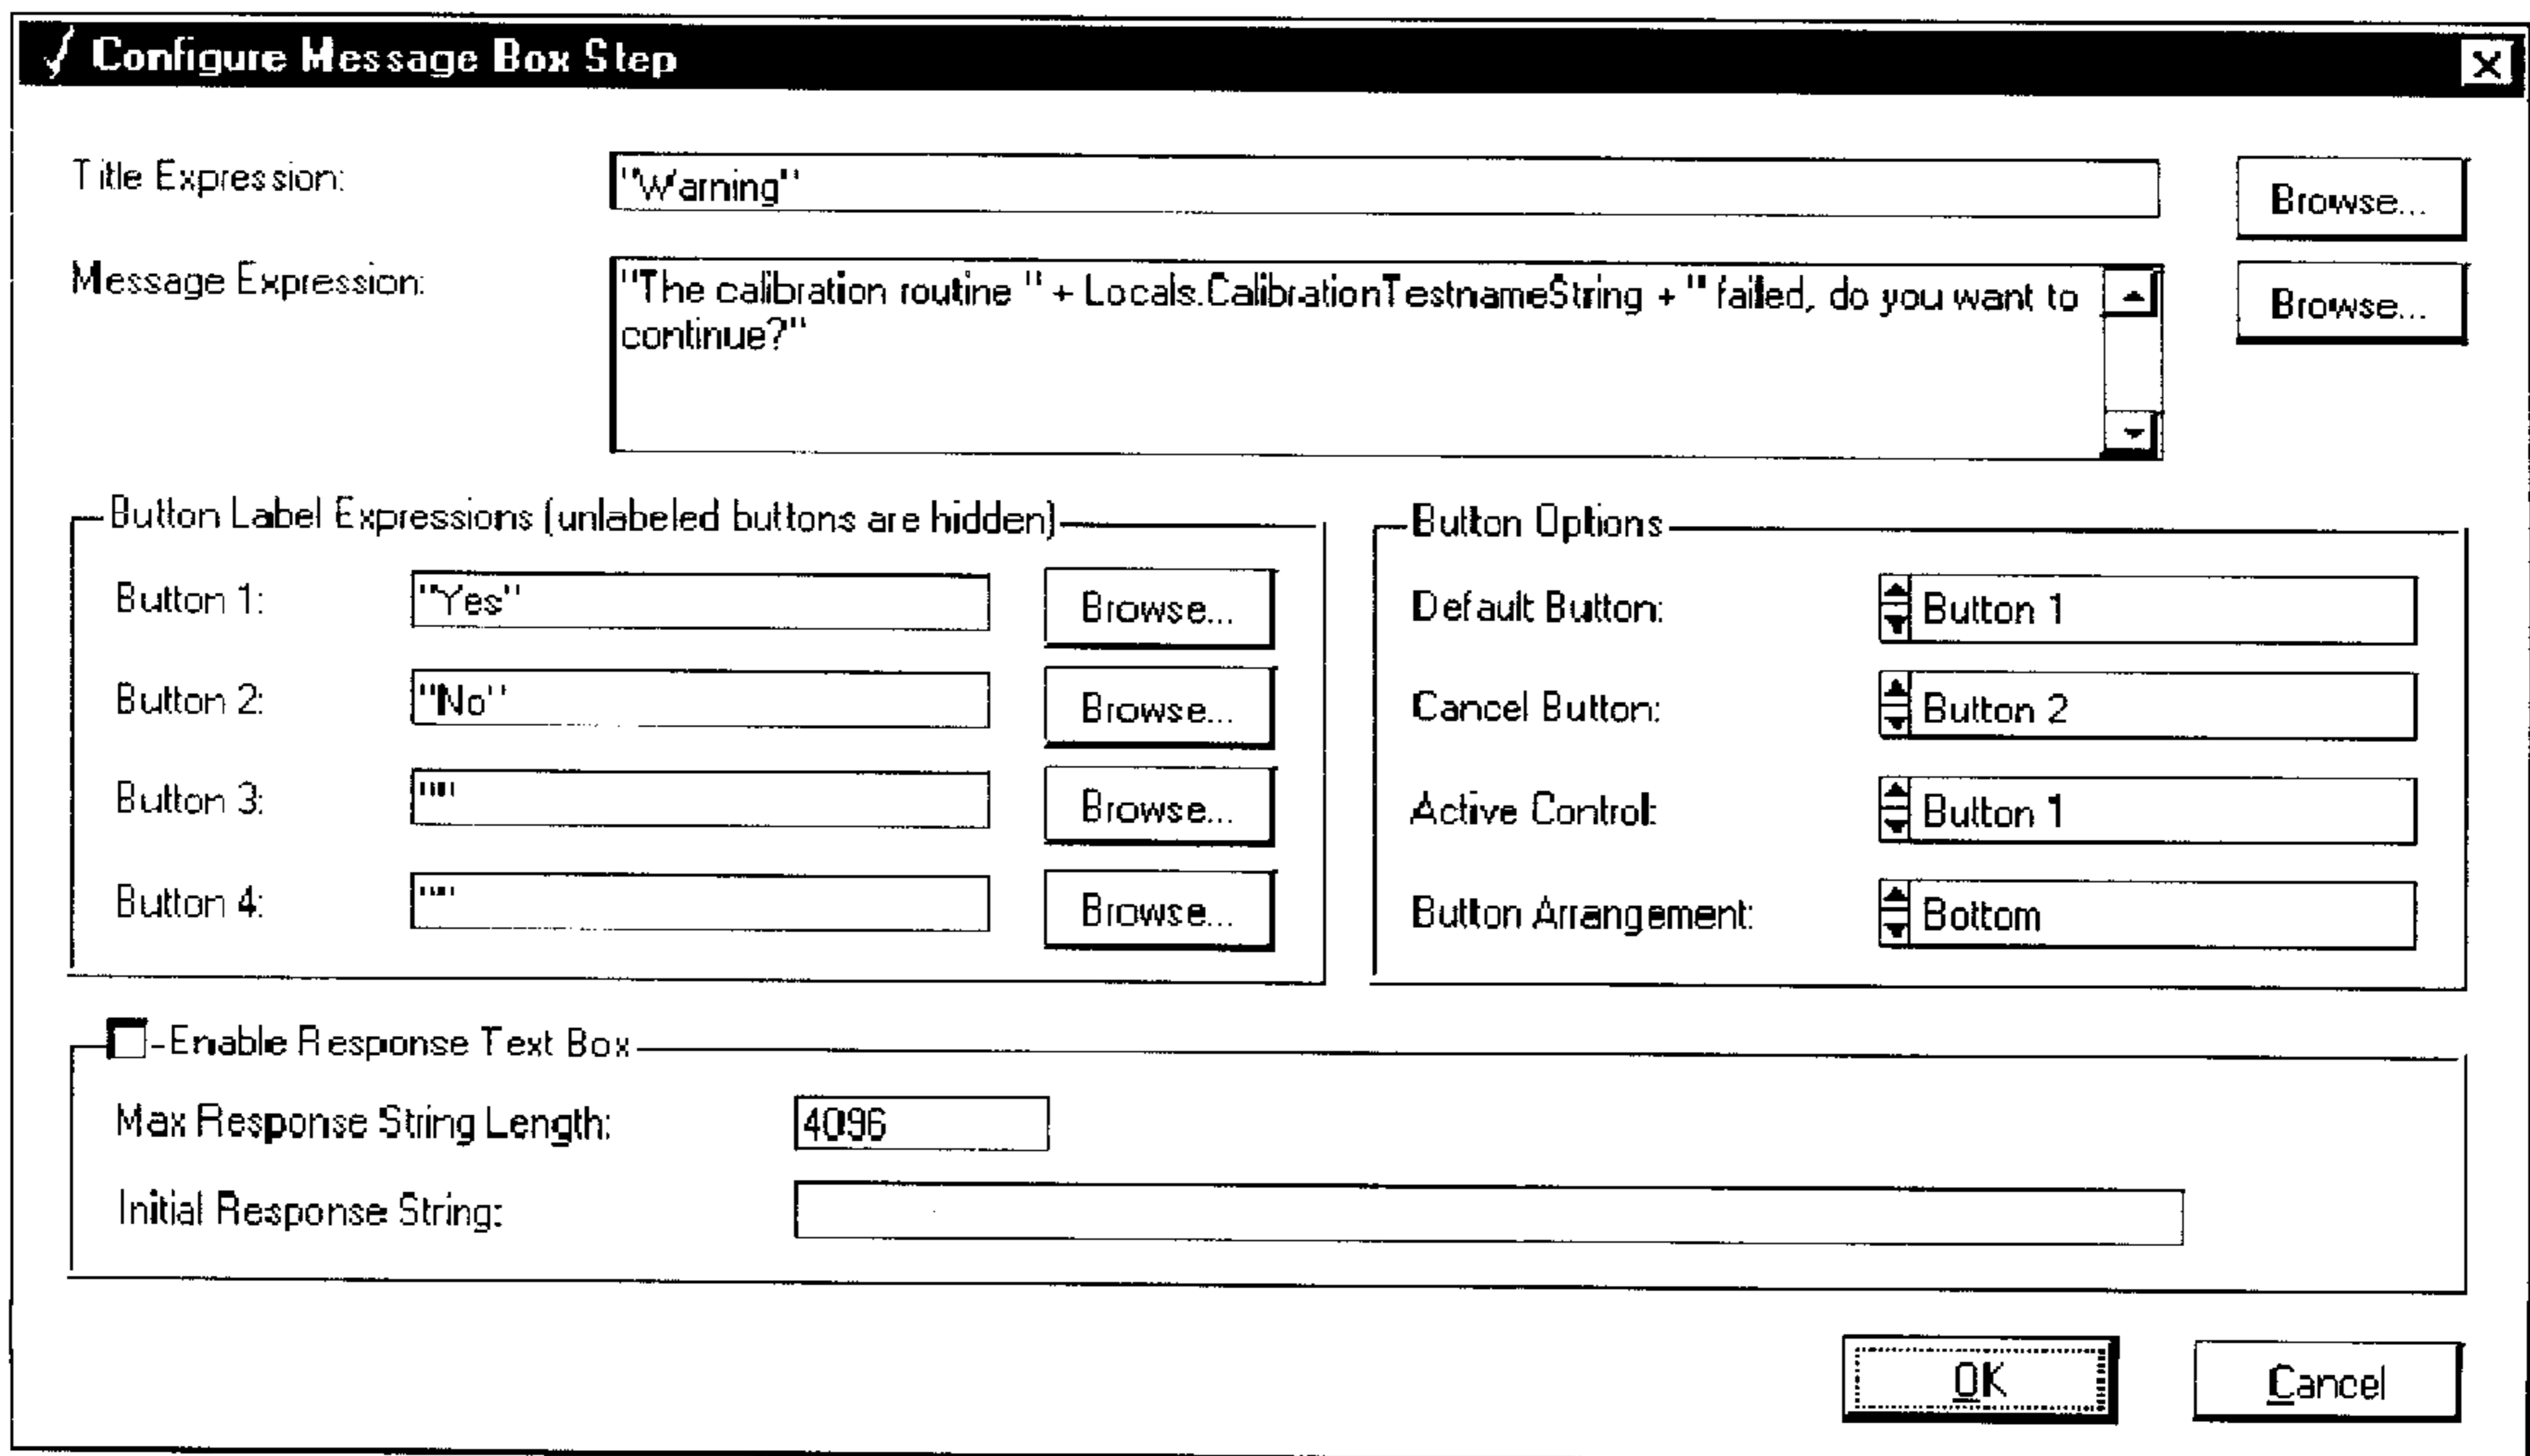 Configure Message Box Step
Title Expression: "Warning" Browse...
Message Expression: "The calibration routine " + Locals.CalibrationTestnameString + " failed, do you want to Browse...
continue?"
Button Label Expressions (unlabeled buttons are hidden) Button Options
Button 1: "Yes" Browse... Default Button: Button 1
Button 2: "No" Browse... Cancel Button: Button 2
Button 3: "" Browse... Active Control: Button 1
Button 4: "" Browse... Button Arrangement: Bottom
Enable Response Text Box
Max Response String Length: 4096
Initial Response String:
OK Cancel